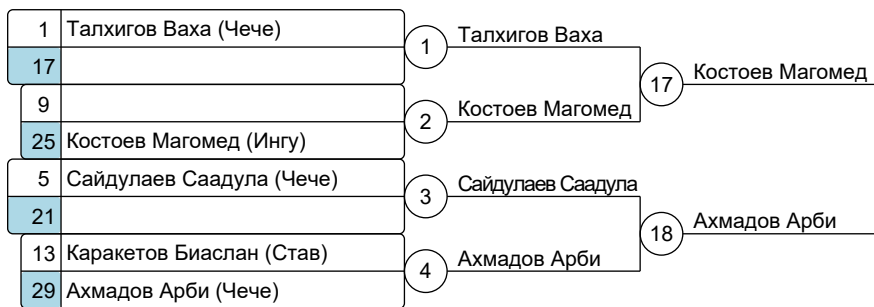 1 Талхигов Ваха (Чече)
17
1
Талхигов Ваха
9
25 Костоев Магомед (Ингу)
2
Костоев Магомед
17
Костоев Магомед
5 Сайдулаев Саадула (Чече)
21
3
Сайдулаев Саадула
13 Каракетов Биаслан (Став)
29 Ахмадов Арби (Чече)
4
Ахмадов Арби
18
Ахмадов Арби